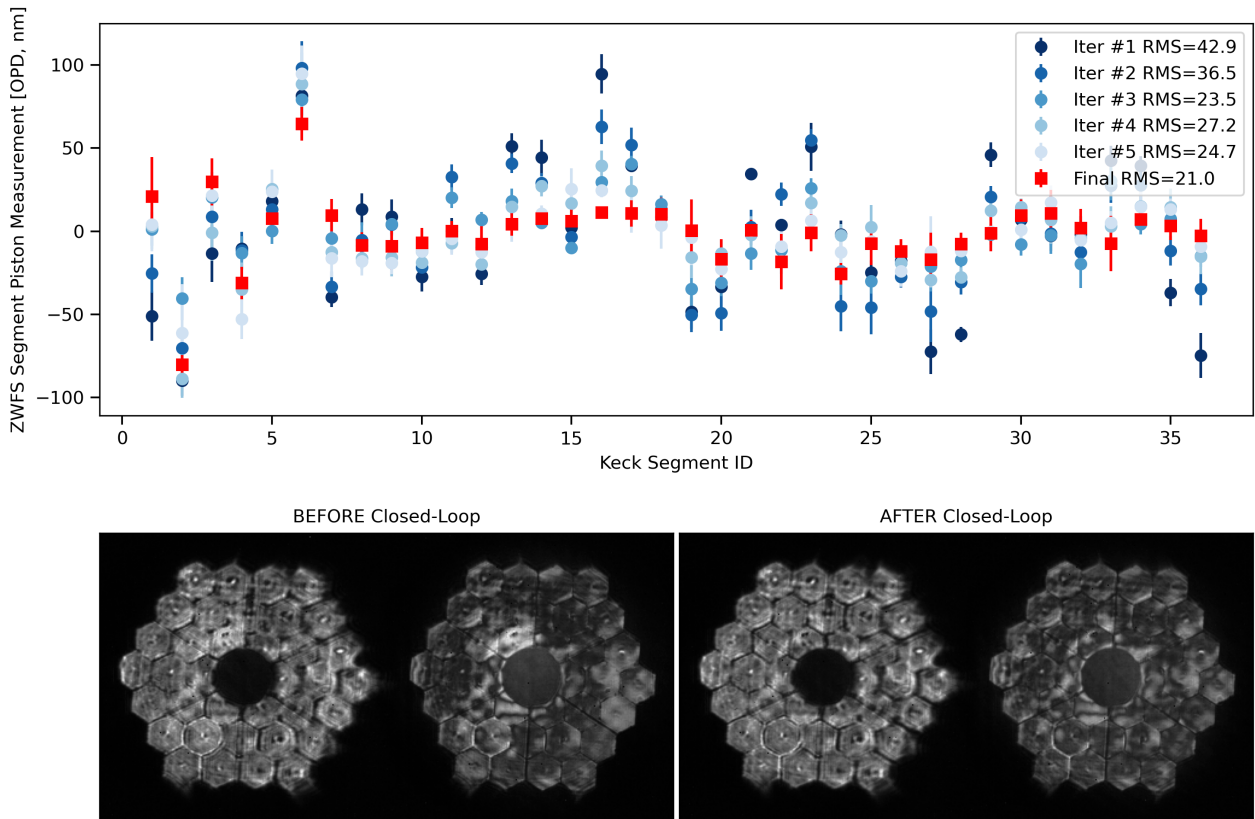 ZWFS Segment Piston Measurement [OPD, nm]
100
50
0
−50
−100
Iter #1 RMS=42.9
Iter #2 RMS=36.5
Iter #3 RMS=23.5
Iter #4 RMS=27.2
Iter #5 RMS=24.7
Final RMS=21.0
0 5 10 15 20 25 30 35
Keck Segment ID
BEFORE Closed-Loop
AFTER Closed-Loop